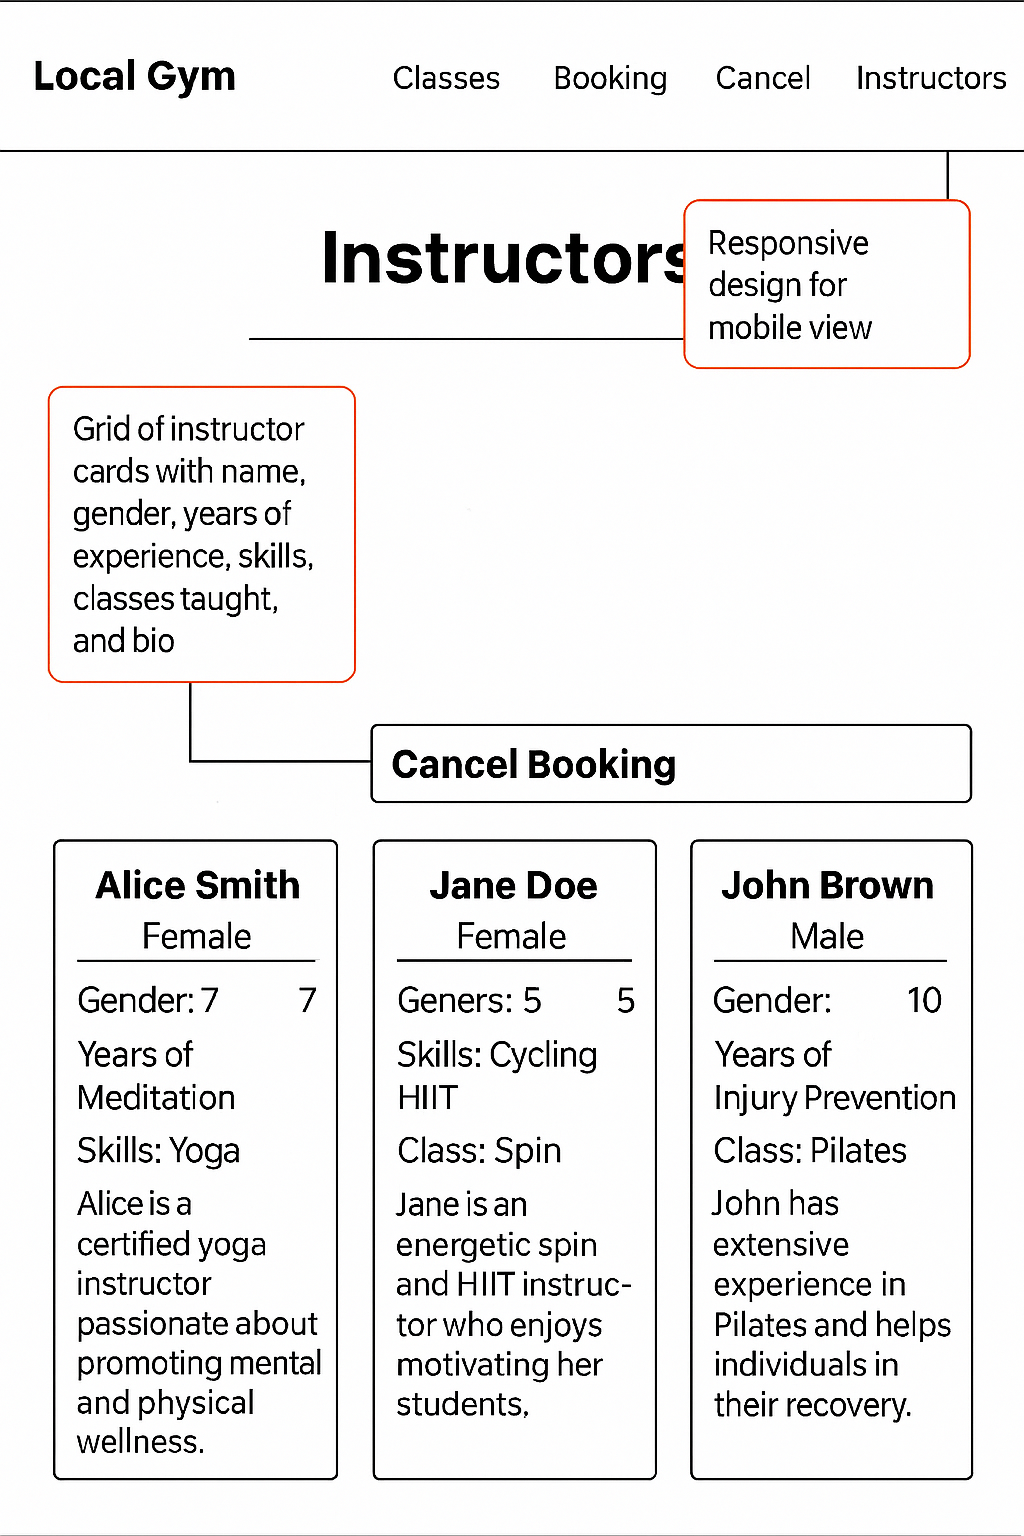 Local Gym
Classes
Booking
Cancel
Instructors
Instructors
Responsive
design for
mobile view
Grid of instructor
cards with name,
gender, years of
experience, skills,
classes taught,
and bio
Cancel Booking
Alice Smith
Female
Gender: 7 7
Years of
Meditation
Skills: Yoga
Alice is a
certified yoga
instructor
passionate about
promoting mental
and physical
wellness.
Jane Doe
Female
Geners: 5 5
Skills: Cycling
HIIT
Class: Spin
Jane is an
energetic spin
and HIIT instruc-
tor who enjoys
motivating her
students.
John Brown
Male
Gender: 10
Years of
Injury Prevention
Class: Pilates
John has
extensive
experience in
Pilates and helps
individuals in
their recovery.